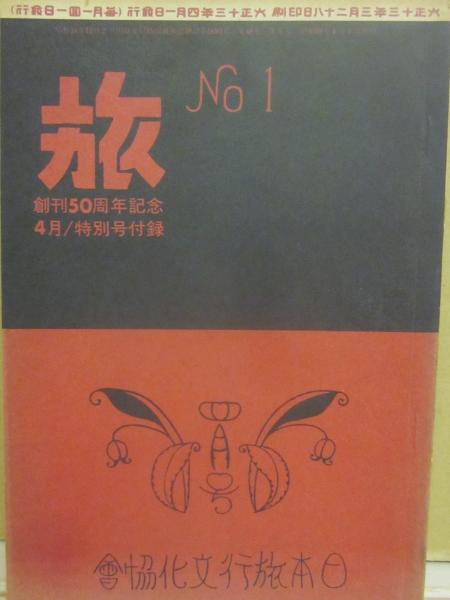 大正十三年三月二十八日印刷 大正十三年四月一日發行 (毎月一回一日發行)
No 1
旅
創刊50周年記念
4月/特別号付録
四月号
日本旅行文化協會